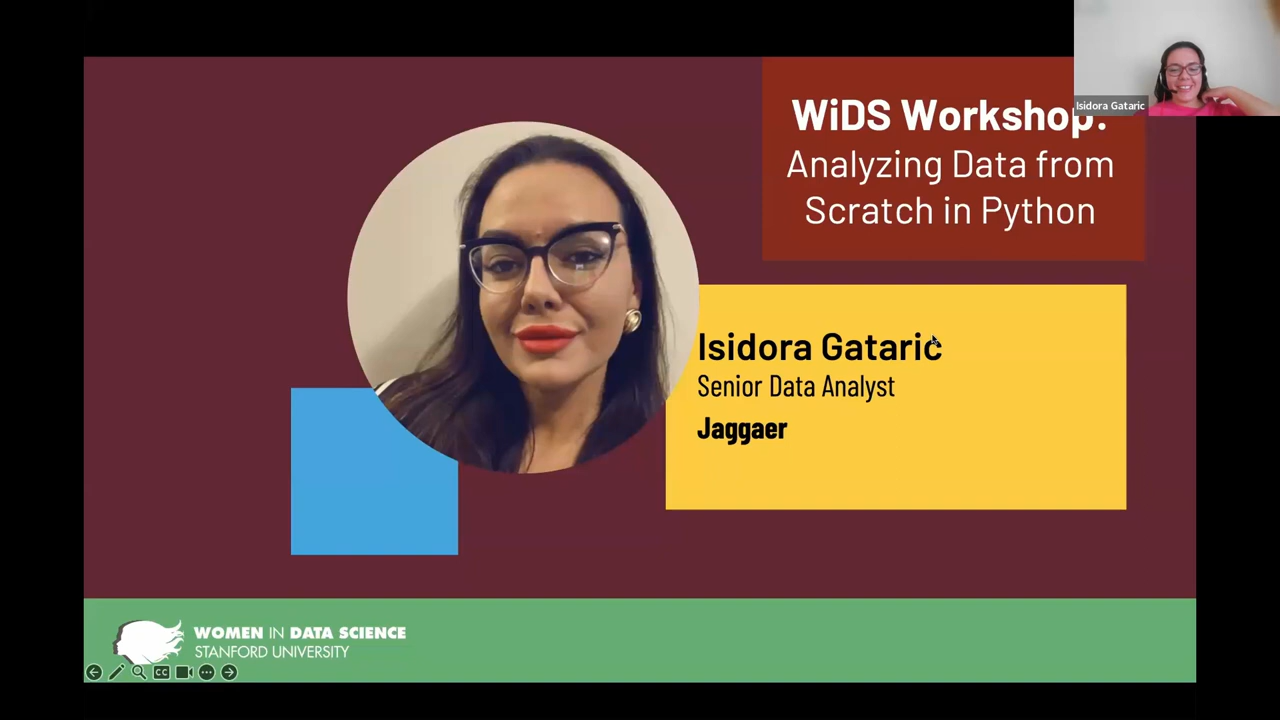 WiDS Workshop:
Analyzing Data from
Scratch in Python
Isidora Gataric
Isidora Gataric
Senior Data Analyst
Jaggaer
WOMEN IN DATA SCIENCE
STANFORD UNIVERSITY
CC